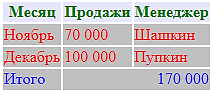 Месяц Продажи Менеджер
Ноябрь 70 000 Шашкин
Декабрь 100 000 Пупкин
Итого 170 000